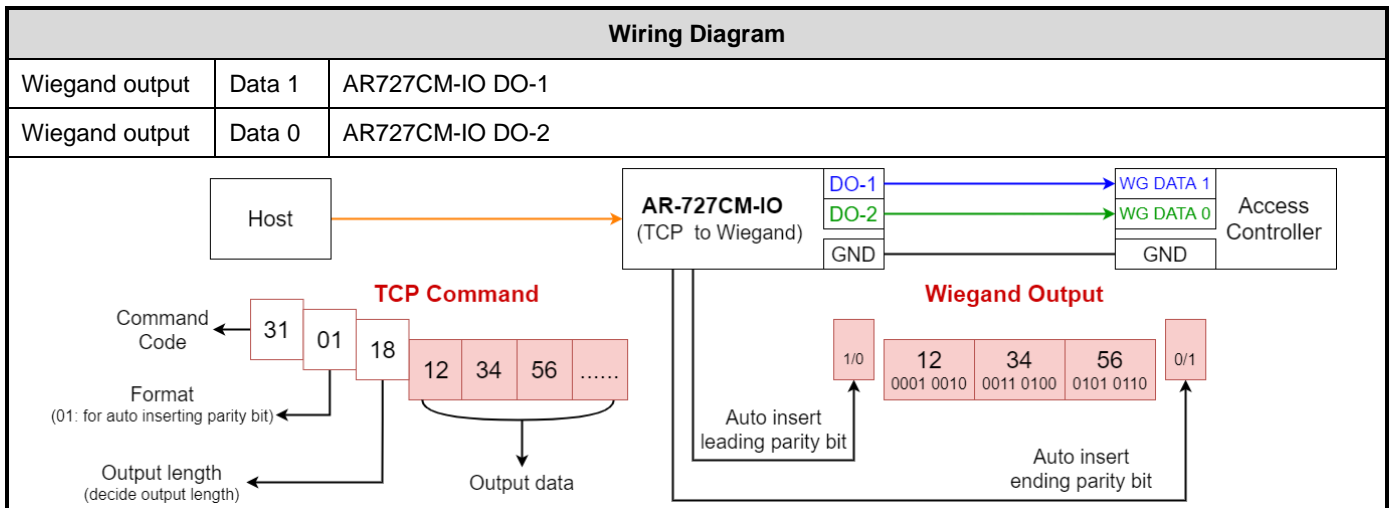 Wiring Diagram
Wiegand output Data 1 AR727CM-IO DO-1
Wiegand output Data 0 AR727CM-IO DO-2
Host
AR-727CM-IO
(TCP to Wiegand)
DO-1
DO-2
GND
WG DATA 1
WG DATA 0
GND
Access
Controller
TCP Command
Command
Code
31
01
18
12 34 56 ......
Format
(01: for auto inserting parity bit)
Output length
(decide output length)
Output data
Wiegand Output
1/0
12 34 56
0001 0010 0011 0100 0101 0110
0/1
Auto insert
leading parity bit
Auto insert
ending parity bit